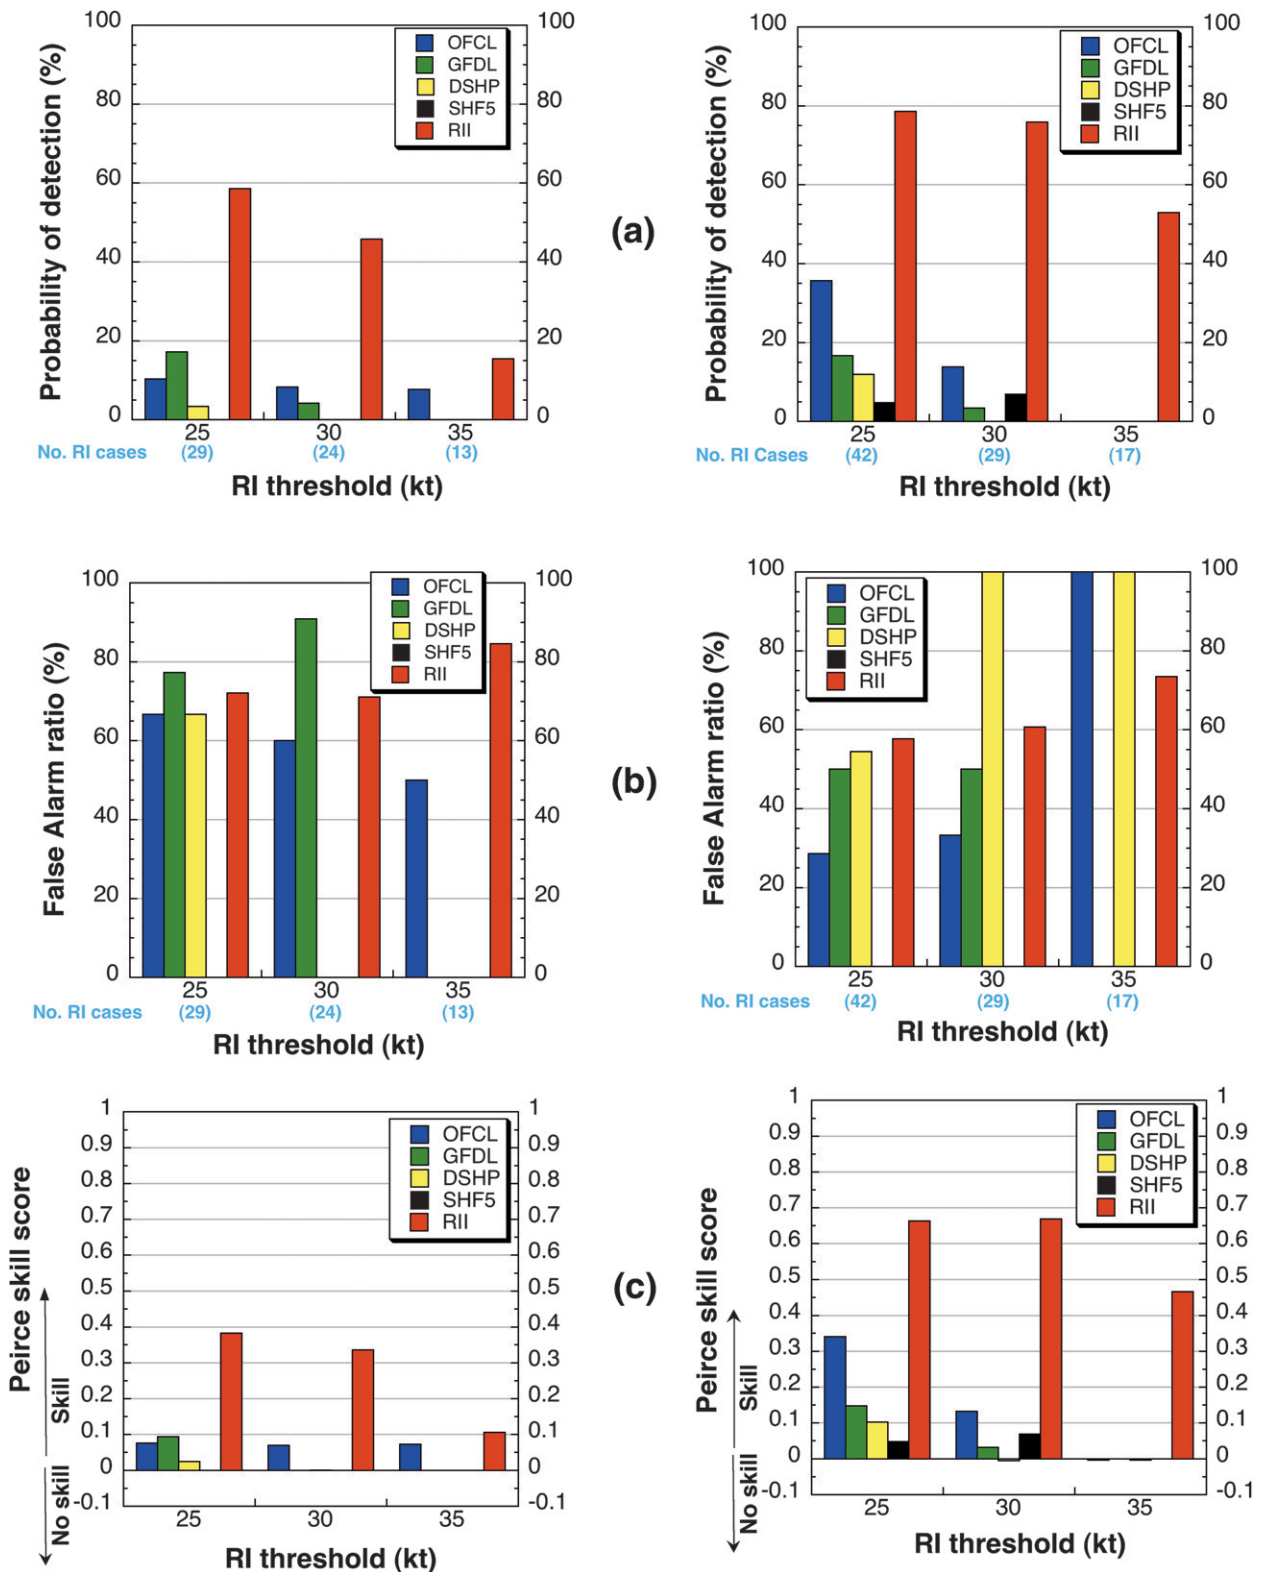 Probability of detection (%)
100
80
60
40
20
0
100
80
60
40
20
0
OFCL
GFDL
DSHP
SHF5
RII
25
30
35
No. RI cases
(29)
(24)
(13)
RI threshold (kt)
(a)
Probability of detection (%)
100
80
60
40
20
0
100
80
60
40
20
0
OFCL
GFDL
DSHP
SHF5
RII
25
30
35
No. RI Cases
(42)
(29)
(17)
RI threshold (kt)
False Alarm ratio (%)
100
80
60
40
20
0
100
80
60
40
20
0
OFCL
GFDL
DSHP
SHF5
RII
25
30
35
No. RI cases
(29)
(24)
(13)
RI threshold (kt)
(b)
False Alarm ratio (%)
100
80
60
40
20
0
100
80
60
40
20
0
OFCL
GFDL
DSHP
SHF5
RII
25
30
35
No. RI cases
(42)
(29)
(17)
RI threshold (kt)
Peirce skill score
No skill
Skill
1
0.9
0.8
0.7
0.6
0.5
0.4
0.3
0.2
0.1
0
-0.1
1
0.9
0.8
0.7
0.6
0.5
0.4
0.3
0.2
0.1
0
-0.1
OFCL
GFDL
DSHP
SHF5
RII
25
30
35
RI threshold (kt)
(c)
Peirce skill score
No skill
Skill
1
0.9
0.8
0.7
0.6
0.5
0.4
0.3
0.2
0.1
0
-0.1
1
0.9
0.8
0.7
0.6
0.5
0.4
0.3
0.2
0.1
0
-0.1
OFCL
GFDL
DSHP
SHF5
RII
25
30
35
RI threshold (kt)